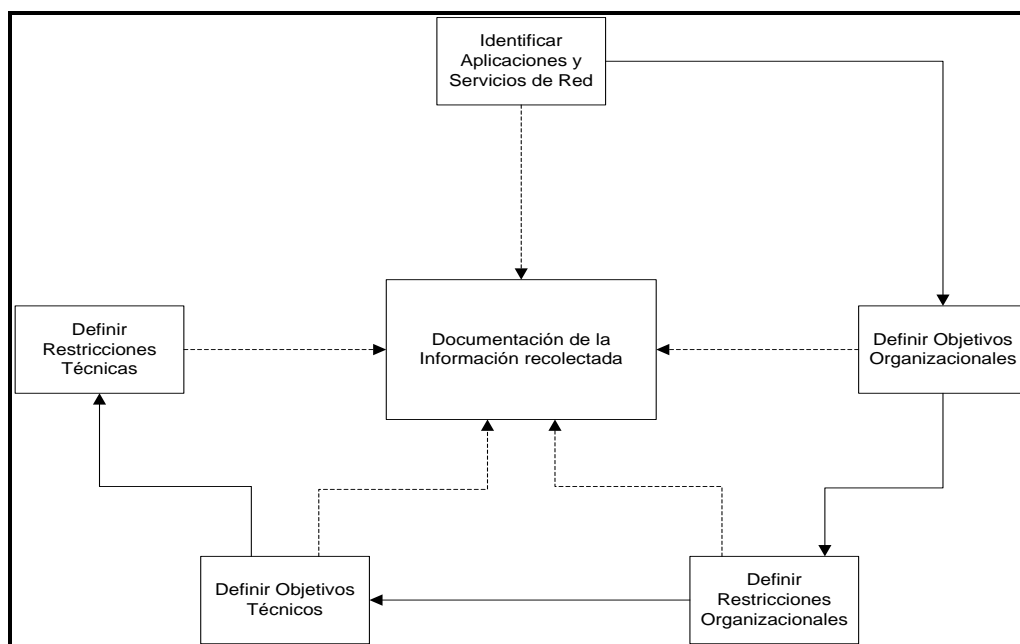 Identificar
Aplicaciones y
Servicios de Red
Definir
Restricciones
Técnicas
Documentación de la
Información recolectada
Definir Objetivos
Organizacionales
Definir Objetivos
Técnicos
Definir
Restricciones
Organizacionales